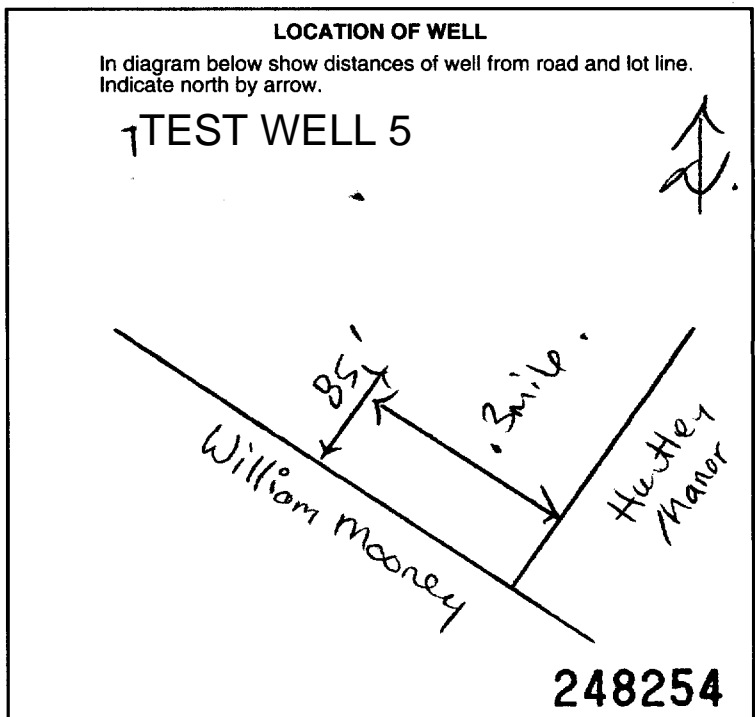 LOCATION OF WELL
In diagram below show distances of well from road and lot line.
Indicate north by arrow.
TEST WELL 5
85'
.3mile.
William Mooney
Huntley
Manor
248254